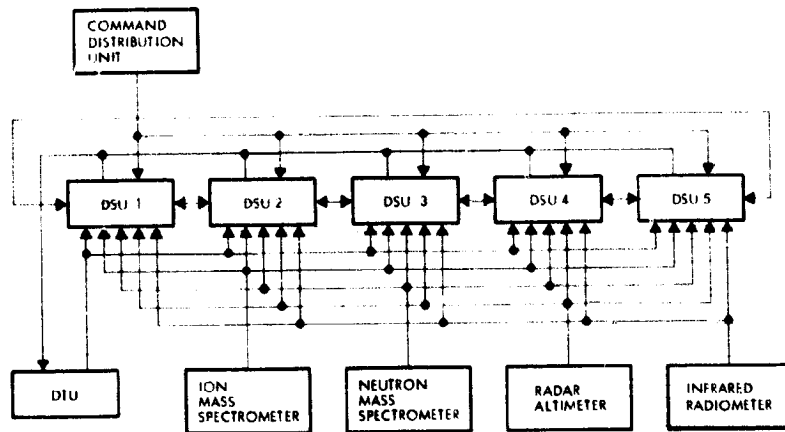 COMMAND
DISTRIBUTION
UNIT
DSU 1
DSU 2
DSU 3
DSU 4
DSU 5
DTU
ION
MASS
SPECTROMETER
NEUTRON
MASS
SPECTROMETER
RADAR
ALTIMETER
INFRARED
RADIOMETER